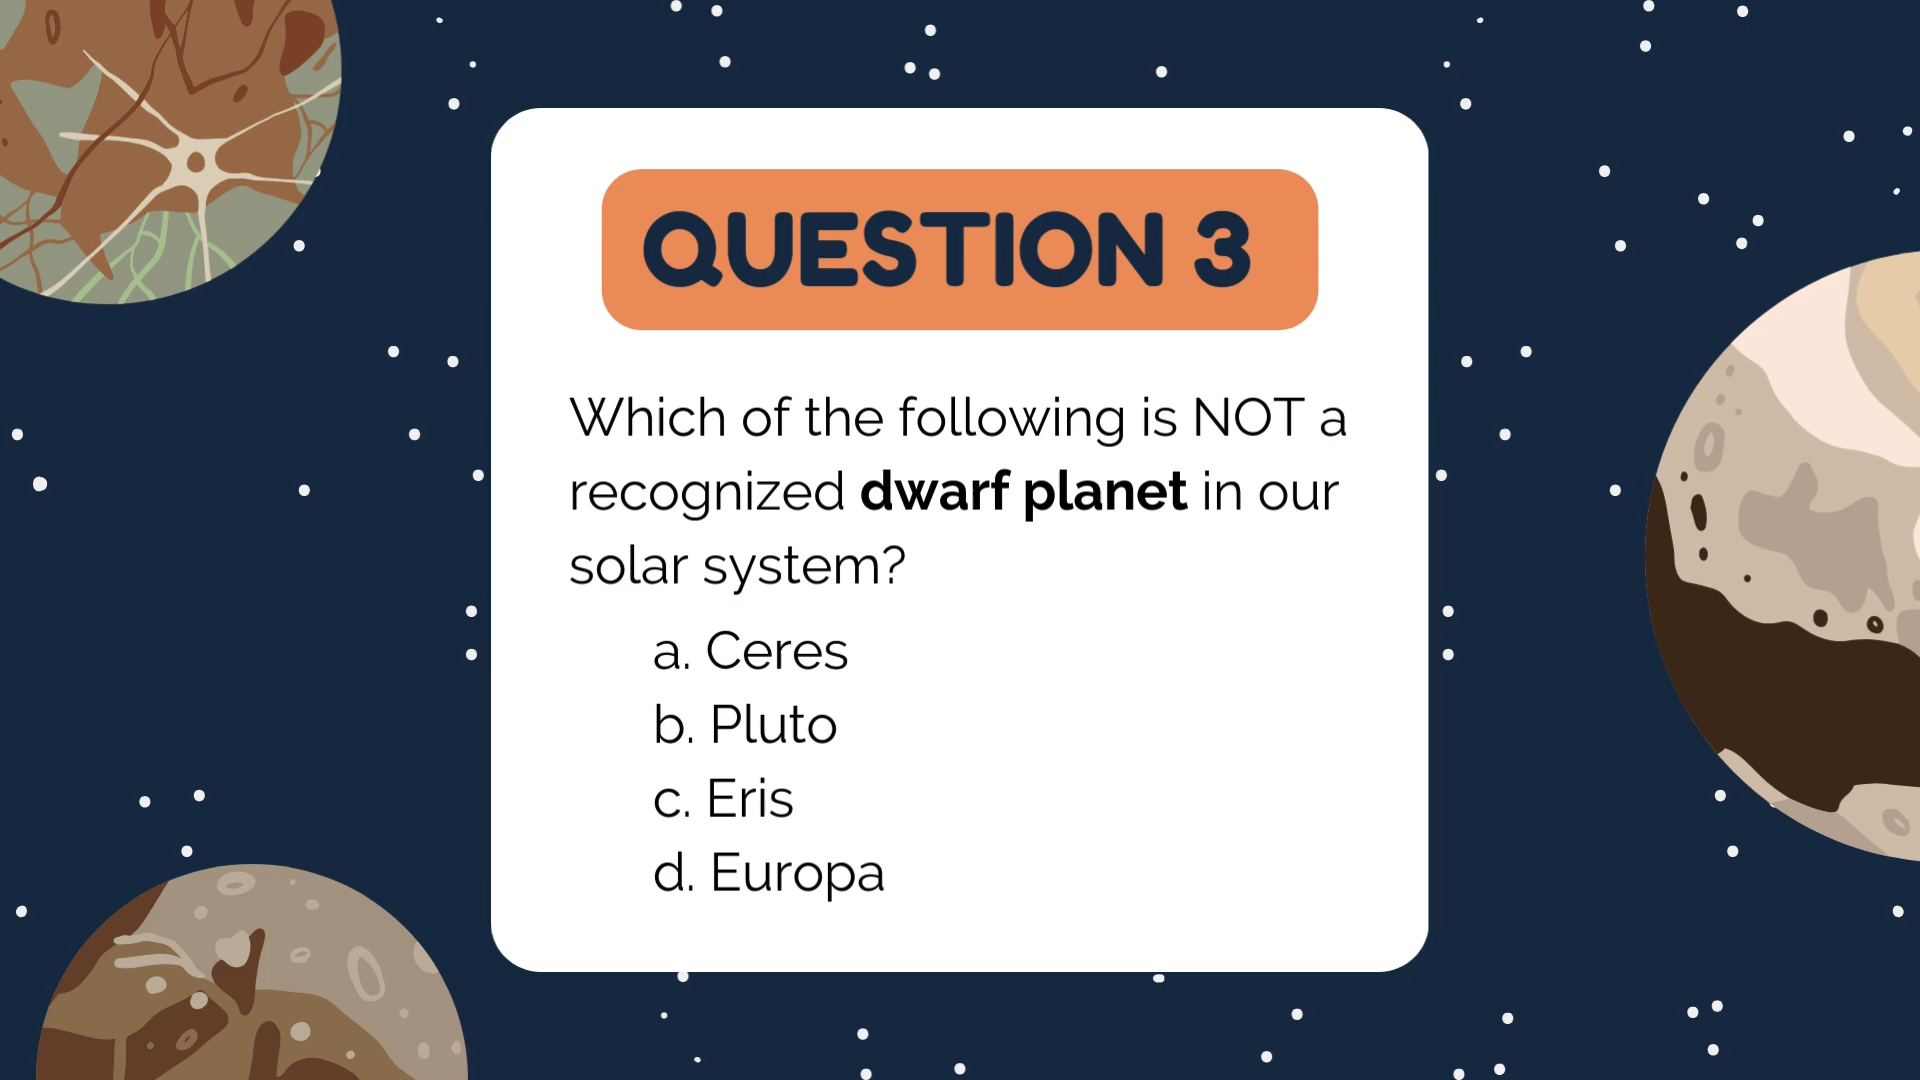 QUESTION 3
Which of the following is NOT a
recognized dwarf planet in our
solar system?
a. Ceres
b. Pluto
c. Eris
d. Europa